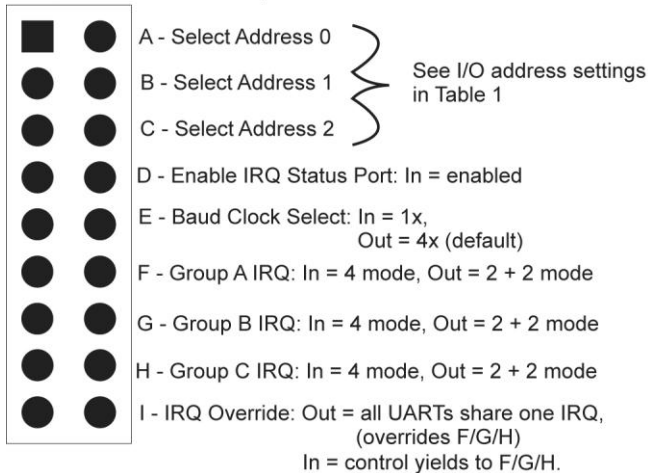 A - Select Address 0
B - Select Address 1
C - Select Address 2
See I/O address settings
in Table 1
D - Enable IRQ Status Port: In = enabled
E - Baud Clock Select: In = 1x,
Out = 4x (default)
F - Group A IRQ: In = 4 mode, Out = 2 + 2 mode
G - Group B IRQ: In = 4 mode, Out = 2 + 2 mode
H - Group C IRQ: In = 4 mode, Out = 2 + 2 mode
I - IRQ Override: Out = all UARTs share one IRQ,
(overrides F/G/H)
In = control yields to F/G/H.